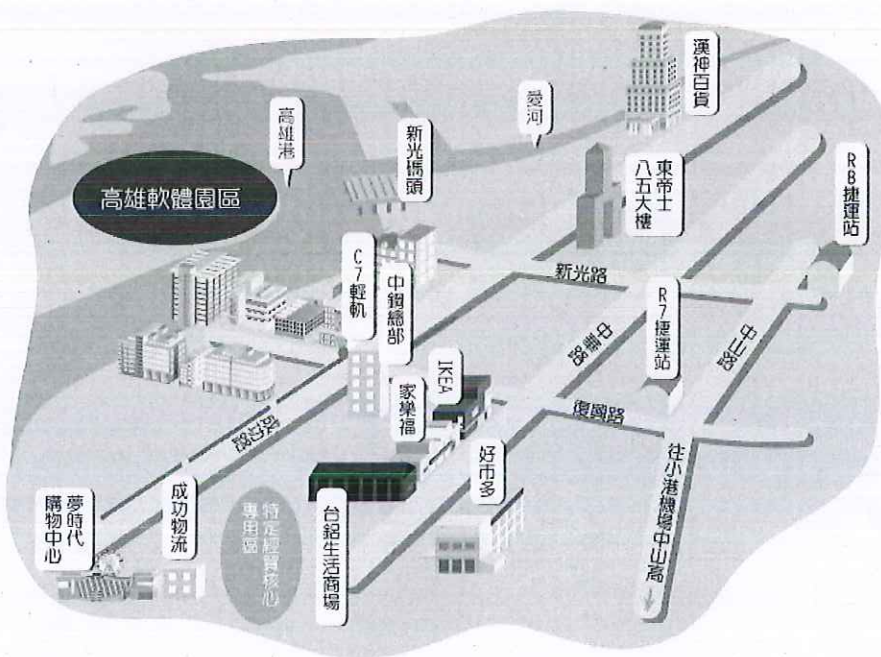 漢神百貨
愛河
高雄港
新光碼頭
東帝士
八五大樓
R8捷運站
高雄軟體園區
C7輕軌
中鋼總部
新光路
R7捷運站
中華路
中山路
IKEA
家樂福
復興路
成功路
好市多
往小港機場中山高
夢時代
購物中心
成功物流
特定經貿核心
專用區
台鋁生活商場